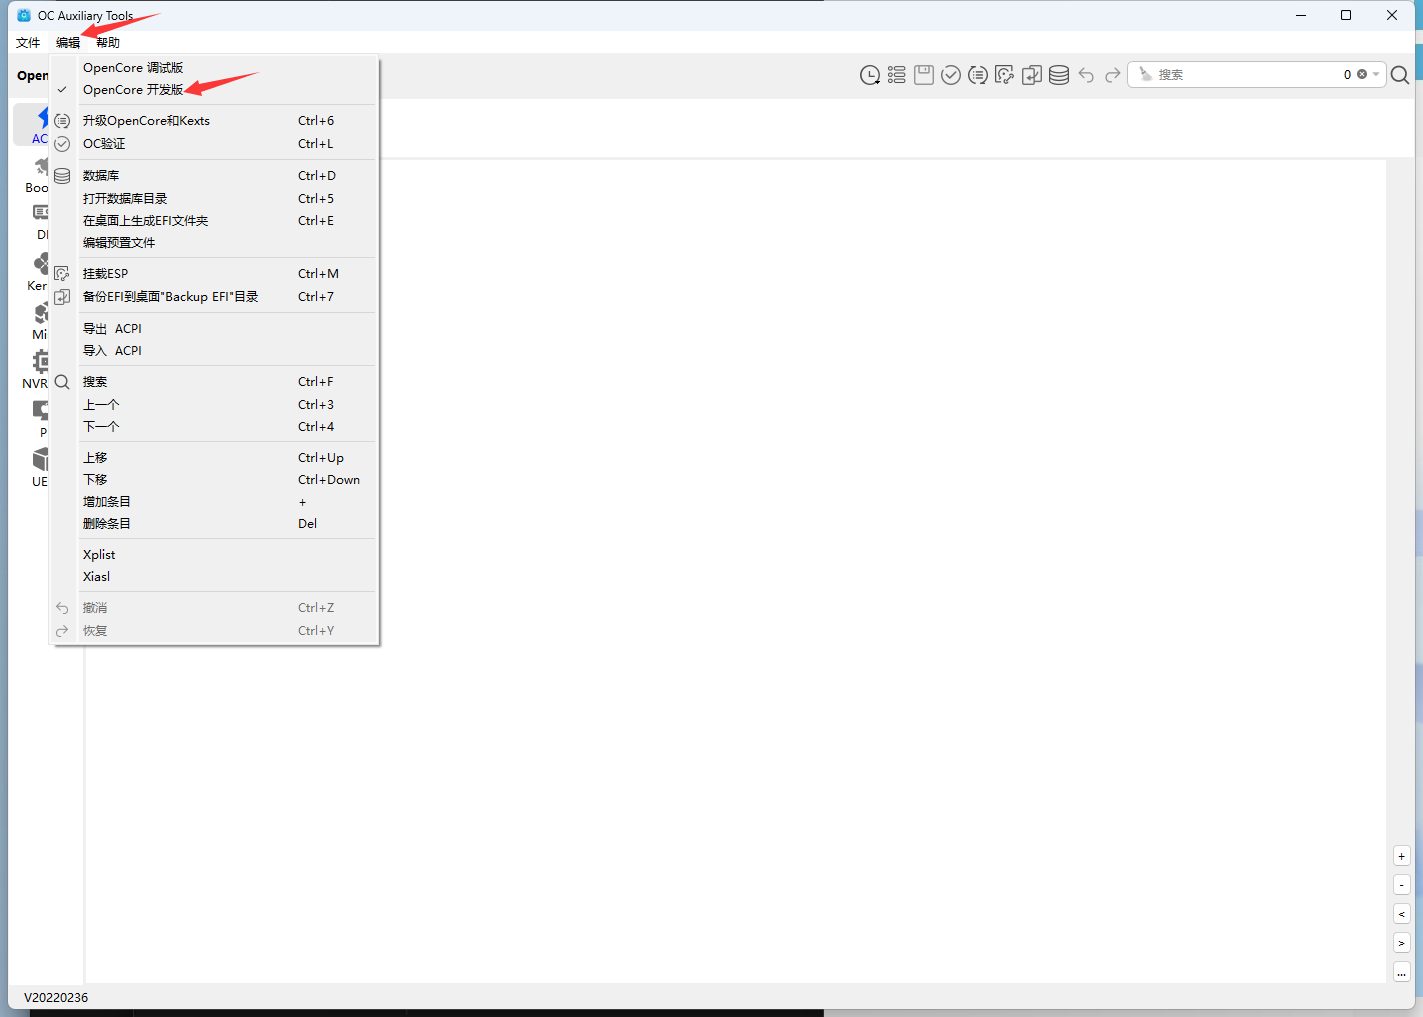 OC Auxiliary Tools
文件 编辑 帮助
Open
搜索 0
OpenCore 调试版
OpenCore 开发版
升级OpenCore和Kexts Ctrl+6
OC验证 Ctrl+L
数据库 Ctrl+D
打开数据库目录 Ctrl+5
在桌面上生成EFI文件夹 Ctrl+E
编辑预置文件
挂载ESP Ctrl+M
备份EFI到桌面"Backup EFI"目录 Ctrl+7
导出 ACPI
导入 ACPI
搜索 Ctrl+F
上一个 Ctrl+3
下一个 Ctrl+4
上移 Ctrl+Up
下移 Ctrl+Down
增加条目 +
删除条目 Del
Xplist
Xiasl
撤消 Ctrl+Z
恢复 Ctrl+Y
AC
Boo
DI
Ker
Mi
NVR
P
UE
+
-
<
>
...
V20220236